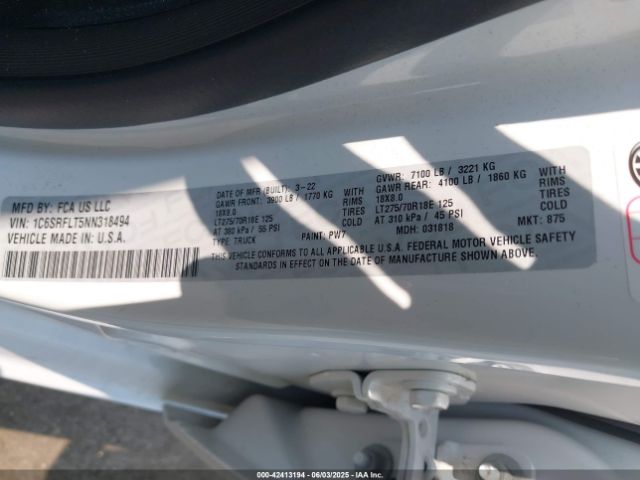 MFD BY: FCA US LLC
VIN: 1C6SRFLT5NN318494
VEHICLE MADE IN: U.S.A.
DATE OF MFR (BUILT): 3-22
GAWR FRONT: 3900 LB / 1770 KG WITH
18X8.0 RIMS
LT275/70R18E 125 TIRES
AT 380 kPa / 55 PSI COLD
TYPE: TRUCK PAINT: PW7
GVWR: 7100 LB / 3221 KG
GAWR REAR: 4100 LB / 1860 KG WITH
18X8.0 RIMS
LT275/70R18E 125 TIRES
AT 310 kPa / 45 PSI COLD
MDH: 031818 MKT: 875
THIS VEHICLE CONFORMS TO ALL APPLICABLE U.S.A. FEDERAL MOTOR VEHICLE SAFETY
STANDARDS IN EFFECT ON THE DATE OF MANUFACTURE SHOWN ABOVE.
000-42413194 - 06/03/2025 - IAAI.COM